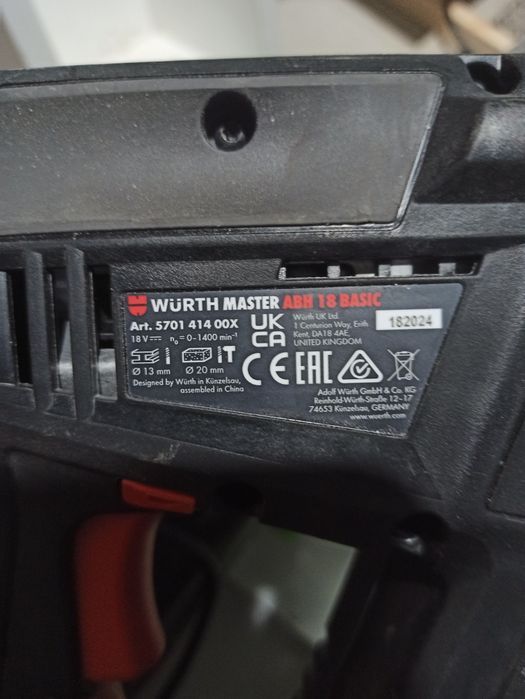 WÜRTH MASTER ABH 18 BASIC
Art. 5701 414 00X
18 V⎓ n₀ = 0–1400 min⁻¹
Ø 13 mm Ø 20 mm
Designed by Würth in Künzelsau,
assembled in China
UK
CA
Würth UK Ltd.
1 Centurion Way, Erith
Kent, DA18 4AE,
UNITED KINGDOM
182024
CE EAC
Adolf Würth GmbH & Co. KG
Reinhold-Würth-Straße 12–17
74653 Künzelsau, GERMANY
www.wuerth.com